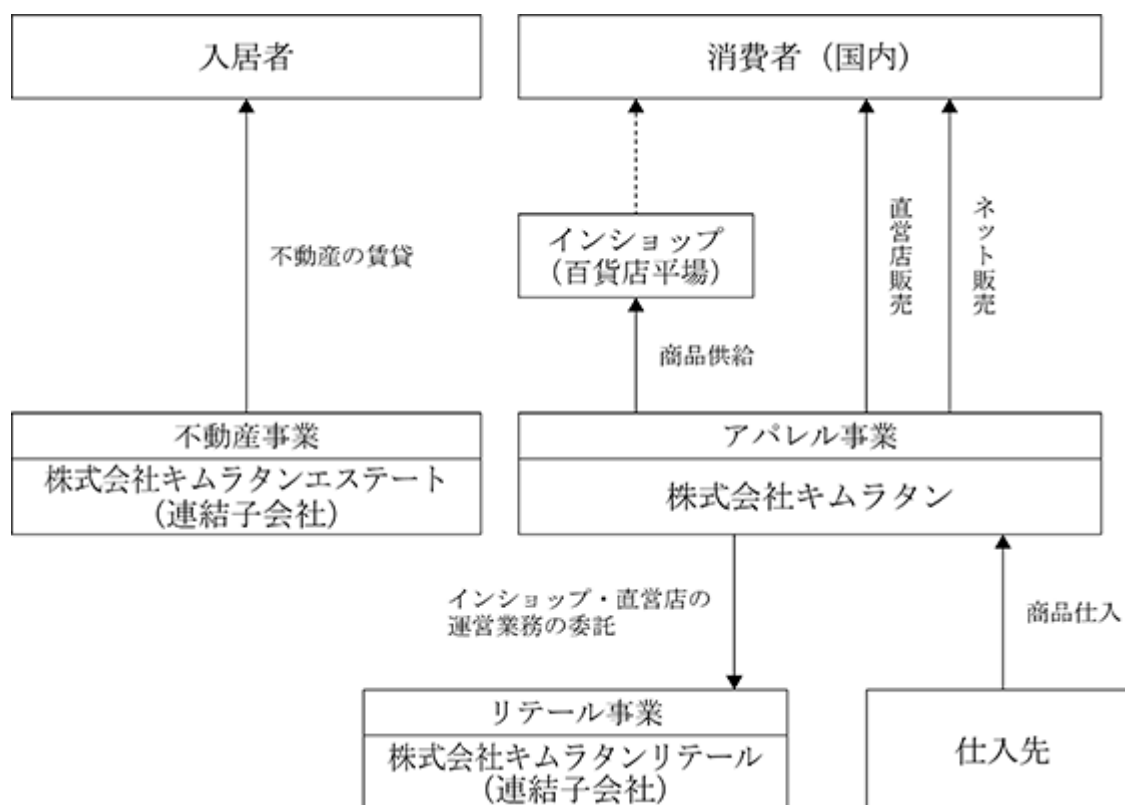 入居者
消費者（国内）
インショップ
（百貨店平場）
直営店販売
ネット販売
不動産の賃貸
商品供給
不動産事業
株式会社キムラタンエステート
（連結子会社）
アパレル事業
株式会社キムラタン
インショップ・直営店の
運営業務の委託
商品仕入
リテール事業
株式会社キムラタンリテール
（連結子会社）
仕入先